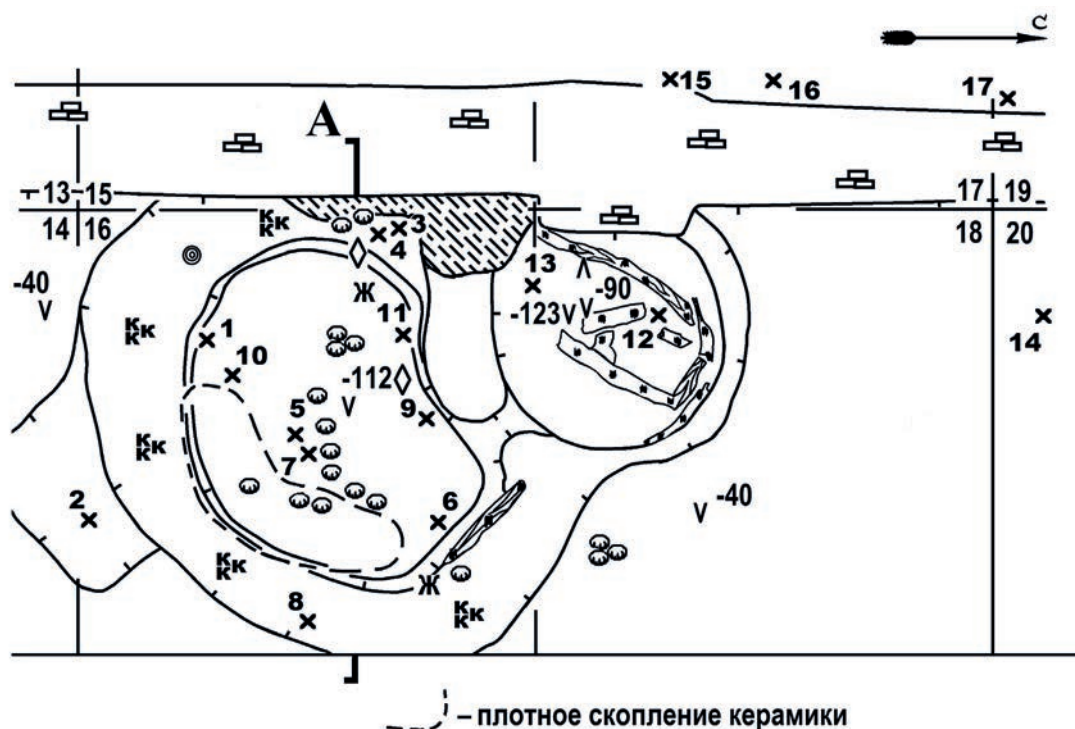 С
15
16
17
А
13 15
17 19
14 16
18 20
КК
К
3
4
-40
V
13
-90
V
-123V
Ж
КК
К
1
11
12
14
10
-112
V
9
5
КК
К
7
-40
V
2
6
КК
К
Ж
8
КК
К
– плотное скопление керамики